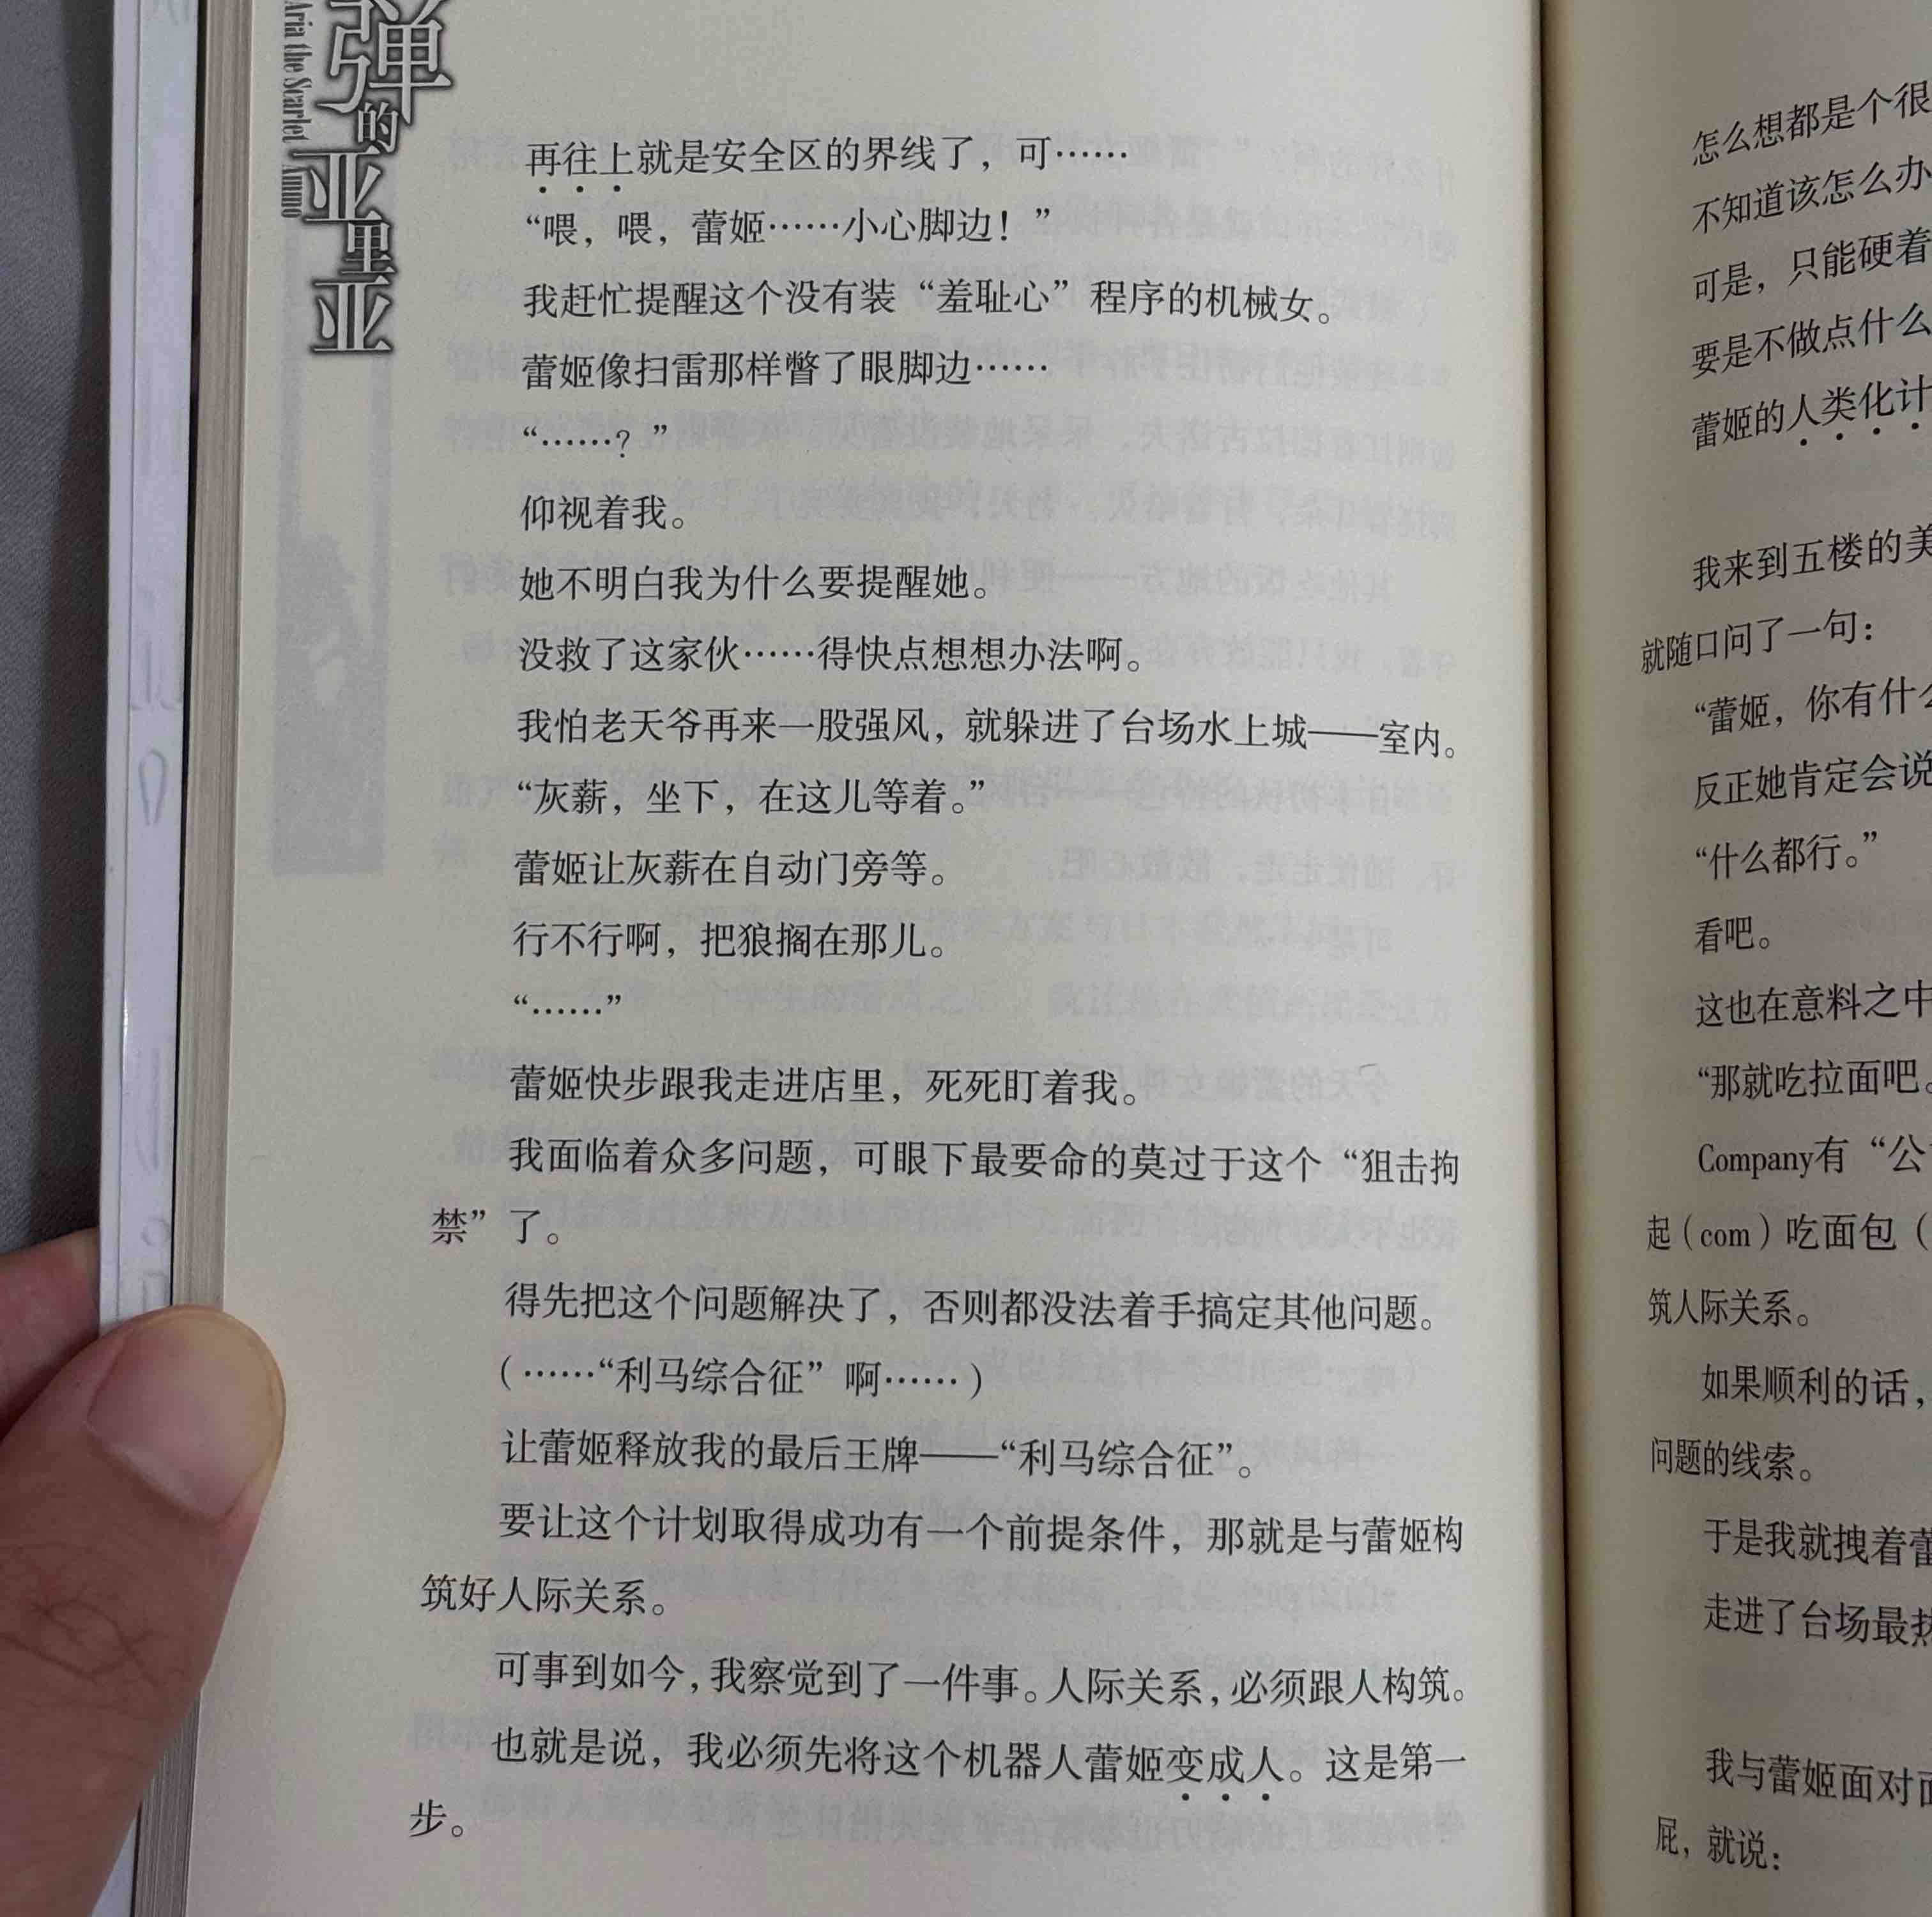 弹的亚里亚
Aria the Scarlet Ammo
再往上就是安全区的界线了，可……
“喂，喂，蕾姬……小心脚边！”
我赶忙提醒这个没有装“羞耻心”程序的机械女。
蕾姬像扫雷那样瞥了眼脚边……
“……？”
仰视着我。
她不明白我为什么要提醒她。
没救了这家伙……得快点想想办法啊。
我怕老天爷再来一股强风，就躲进了台场水上城——室内。
“灰薪，坐下，在这儿等着。”
蕾姬让灰薪在自动门旁等。
行不行啊，把狼搁在那儿。
“……”
蕾姬快步跟我走进店里，死死盯着我。
我面临着众多问题，可眼下最要命的莫过于这个“狙击拘
禁”了。
得先把这个问题解决了，否则都没法着手搞定其他问题。
（……“利马综合征”啊……）
让蕾姬释放我的最后王牌——“利马综合征”。
要让这个计划取得成功有一个前提条件，那就是与蕾姬构
筑好人际关系。
可事到如今，我察觉到了一件事。人际关系，必须跟人构筑。
也就是说，我必须先将这个机器人蕾姬变成人。这是第一
步。
怎么想都是个很
不知道该怎么办
可是，只能硬着
要是不做点什么
蕾姬的人类化计
我来到五楼的美
就随口问了一句：
“蕾姬，你有什么
反正她肯定会说
“什么都行。”
看吧。
这也在意料之中
“那就吃拉面吧。
Company有“公
起（com）吃面包（
筑人际关系。
如果顺利的话，
问题的线索。
于是我就拽着蕾
走进了台场最热
我与蕾姬面对面
屁，就说：